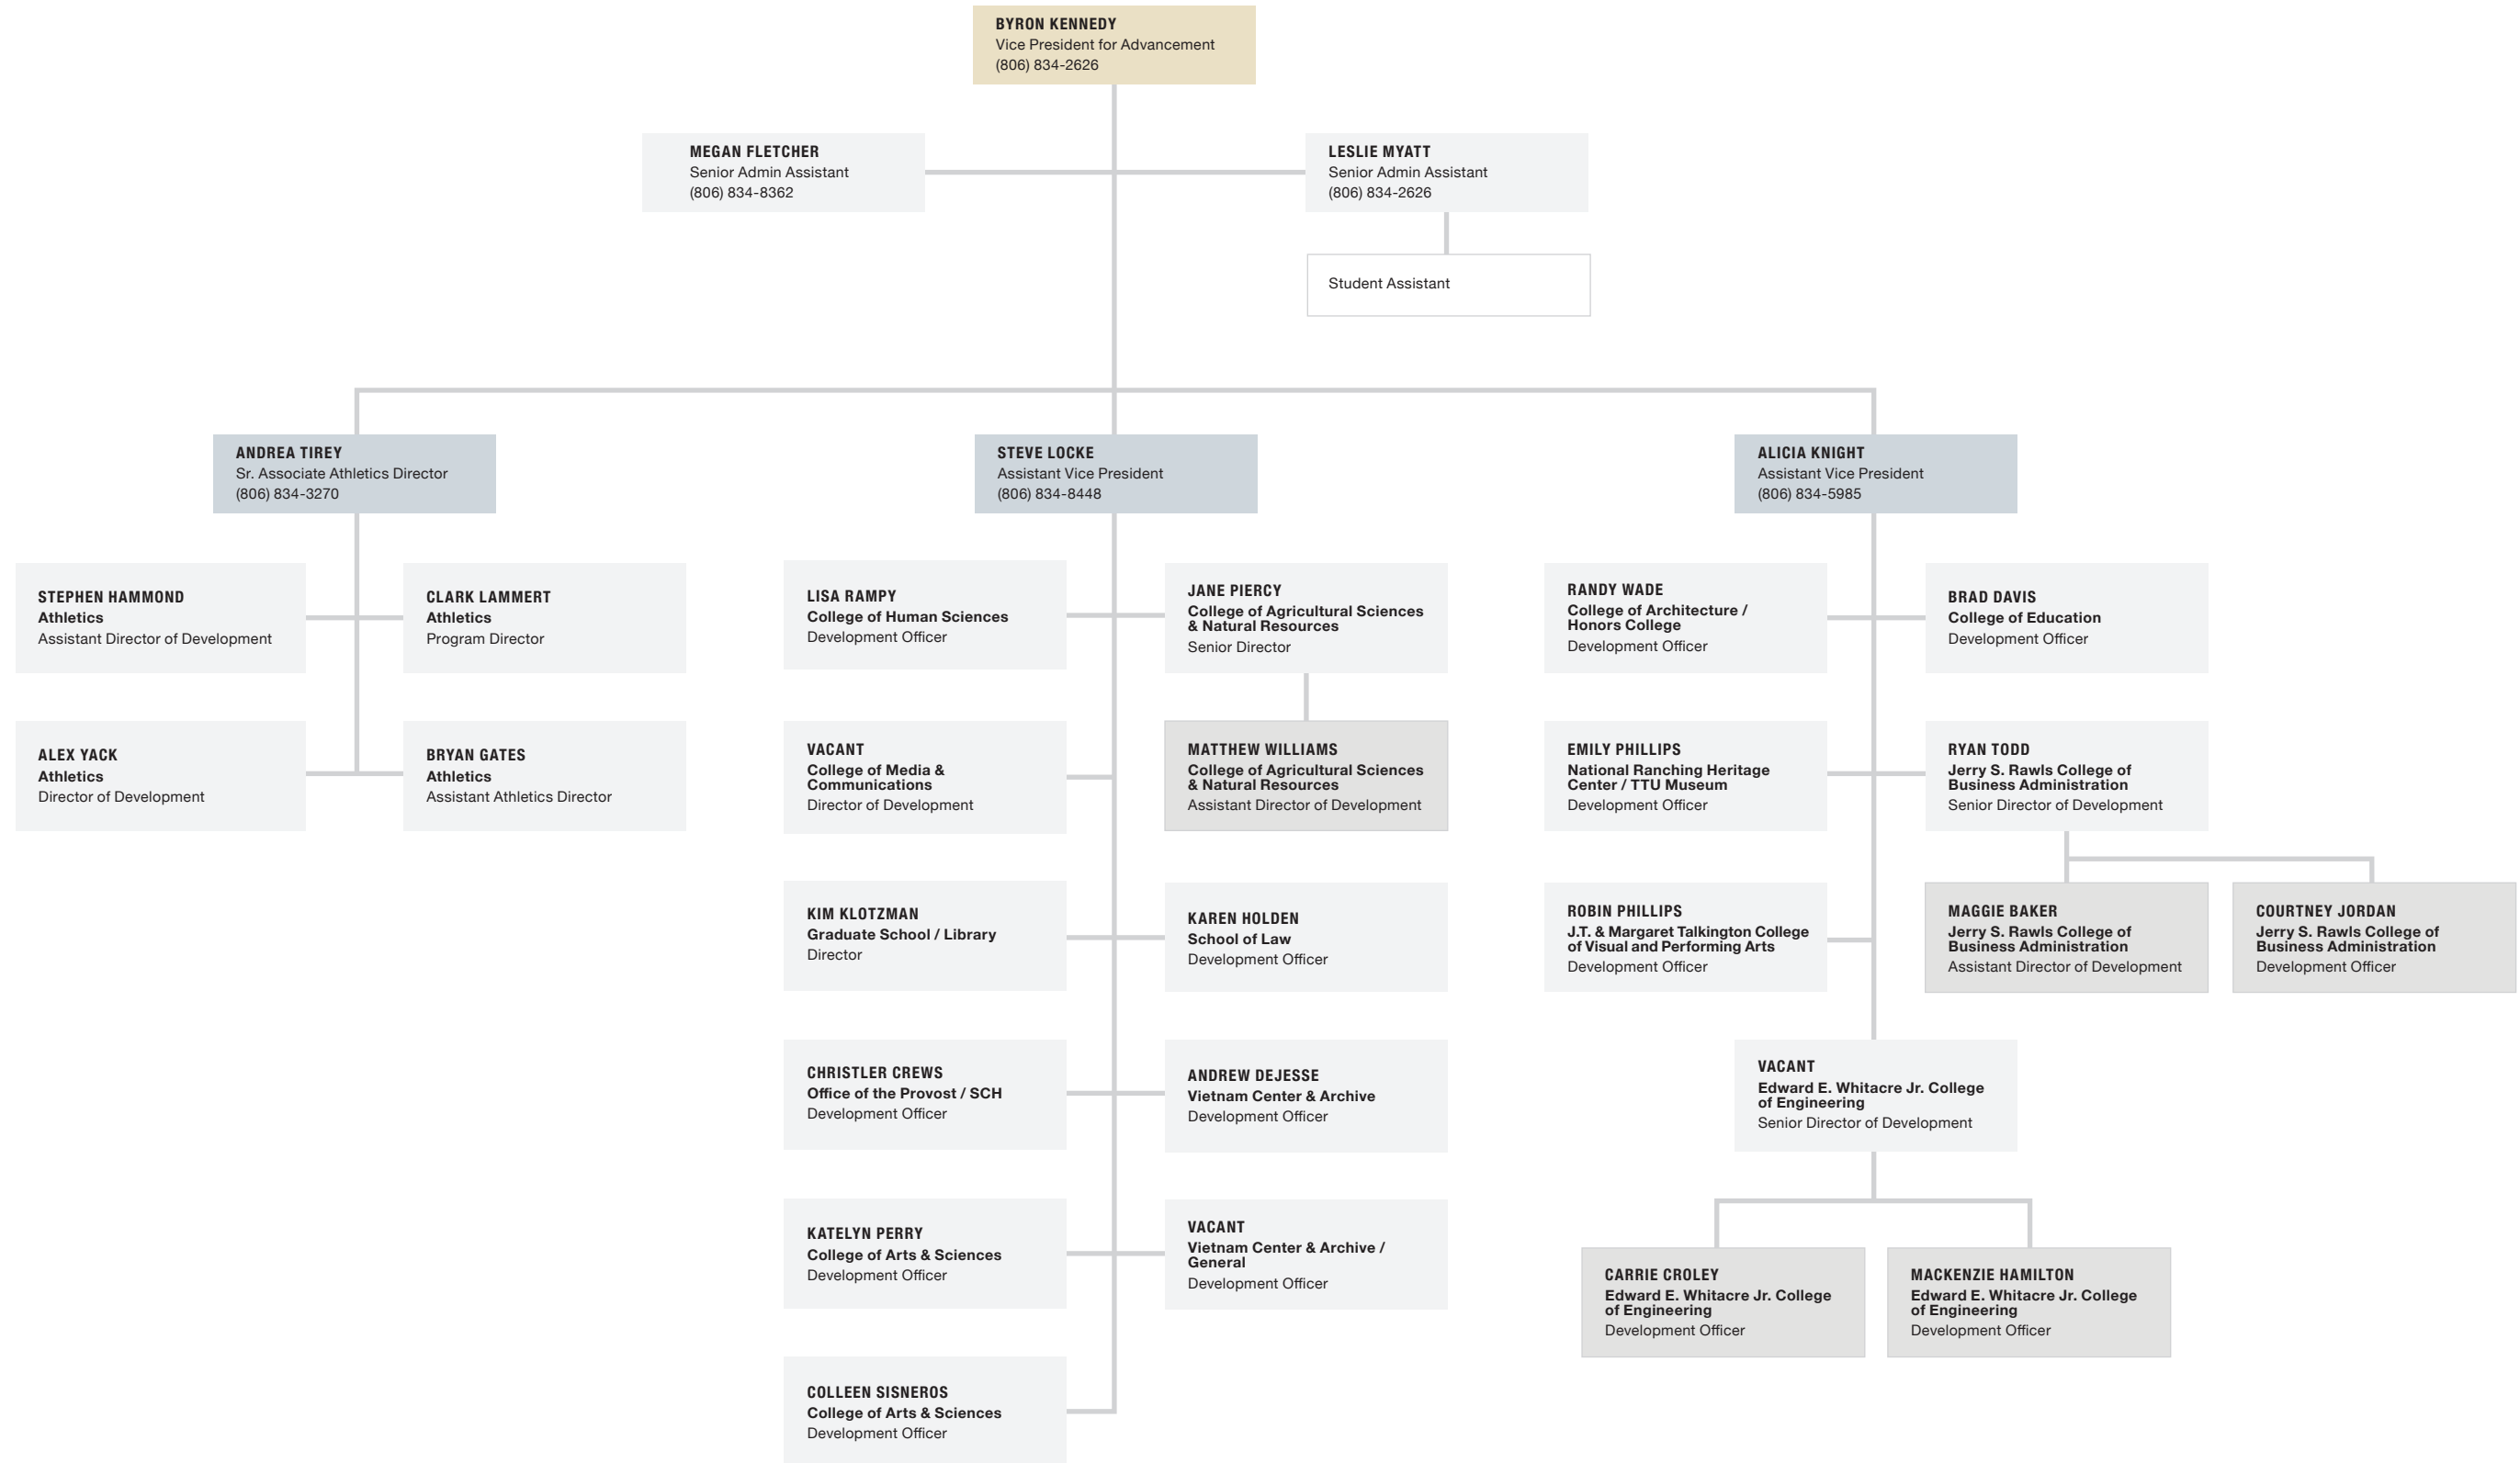 BYRON KENNEDY
Vice President for Advancement
(806) 834-2626
MEGAN FLETCHER
Senior Admin Assistant
(806) 834-8362
LESLIE MYATT
Senior Admin Assistant
(806) 834-2626
Student Assistant
ANDREA TIREY
Sr. Associate Athletics Director
(806) 834-3270
STEVE LOCKE
Assistant Vice President
(806) 834-8448
ALICIA KNIGHT
Assistant Vice President
(806) 834-5985
STEPHEN HAMMOND
Athletics
Assistant Director of Development
CLARK LAMMERT
Athletics
Program Director
LISA RAMPY
College of Human Sciences
Development Officer
JANE PIERCY
College of Agricultural Sciences
& Natural Resources
Senior Director
RANDY WADE
College of Architecture /
Honors College
Development Officer
BRAD DAVIS
College of Education
Development Officer
ALEX YACK
Athletics
Director of Development
BRYAN GATES
Athletics
Assistant Athletics Director
VACANT
College of Media &
Communications
Director of Development
MATTHEW WILLIAMS
College of Agricultural Sciences
& Natural Resources
Assistant Director of Development
EMILY PHILLIPS
National Ranching Heritage
Center / TTU Museum
Development Officer
RYAN TODD
Jerry S. Rawls College of
Business Administration
Senior Director of Development
KIM KLOTZMAN
Graduate School / Library
Director
KAREN HOLDEN
School of Law
Development Officer
ROBIN PHILLIPS
J.T. & Margaret Talkington College
of Visual and Performing Arts
Development Officer
MAGGIE BAKER
Jerry S. Rawls College of
Business Administration
Assistant Director of Development
COURTNEY JORDAN
Jerry S. Rawls College of
Business Administration
Development Officer
CHRISTLER CREWS
Office of the Provost / SCH
Development Officer
ANDREW DEJESSE
Vietnam Center & Archive
Development Officer
VACANT
Edward E. Whitacre Jr. College
of Engineering
Senior Director of Development
KATELYN PERRY
College of Arts & Sciences
Development Officer
VACANT
Vietnam Center & Archive /
General
Development Officer
CARRIE CROLEY
Edward E. Whitacre Jr. College
of Engineering
Development Officer
MACKENZIE HAMILTON
Edward E. Whitacre Jr. College
of Engineering
Development Officer
COLLEEN SISNEROS
College of Arts & Sciences
Development Officer